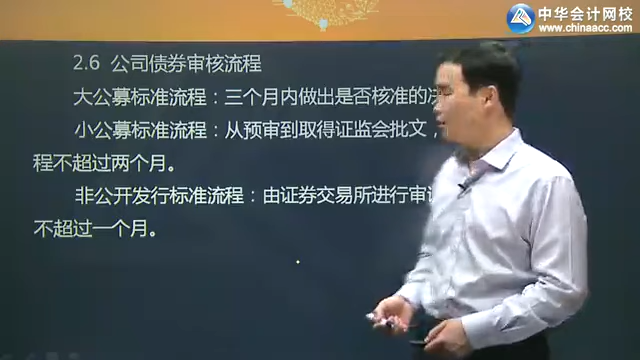 中华会计网校
www.chinaacc.com
2.6 公司债券审核流程
大公募标准流程：三个月内做出是否核准的决
小公募标准流程：从预审到取得证监会批文，
程不超过两个月。
非公开发行标准流程：由证券交易所进行审
不超过一个月。